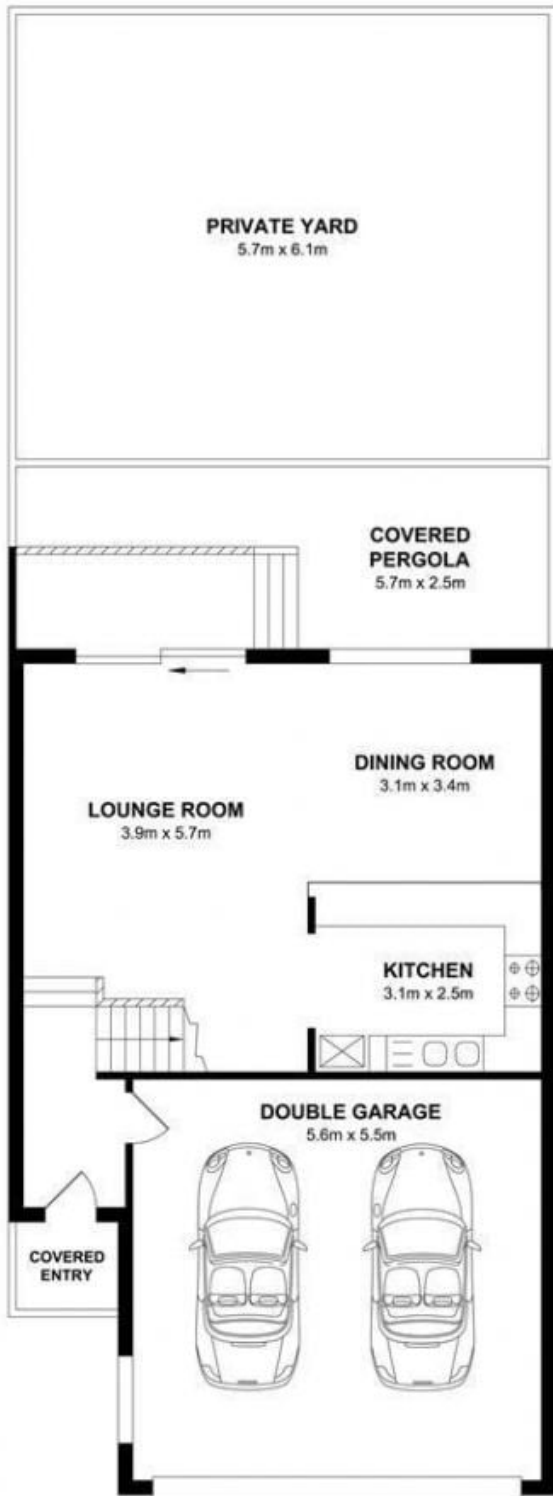 PRIVATE YARD
5.7m x 6.1m
COVERED
PERGOLA
5.7m x 2.5m
DINING ROOM
3.1m x 3.4m
LOUNGE ROOM
3.9m x 5.7m
KITCHEN
3.1m x 2.5m
DOUBLE GARAGE
5.6m x 5.5m
COVERED
ENTRY